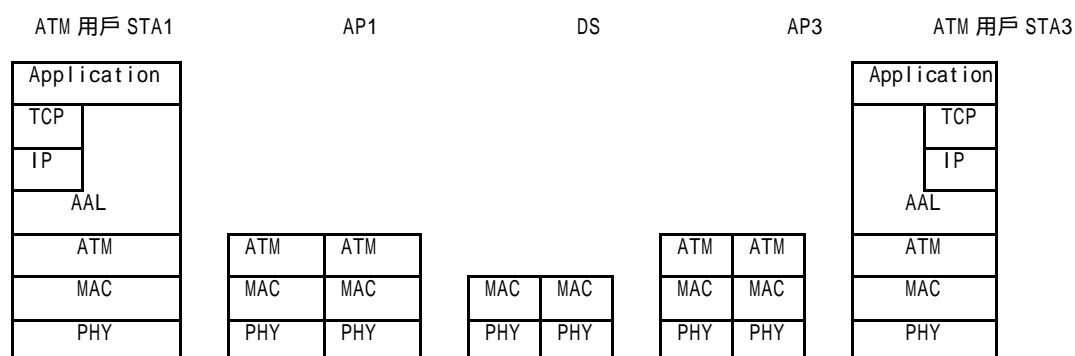 ATM 用戶 STA1 AP1 DS AP3 ATM 用戶 STA3
Application Application
TCP TCP
IP IP
AAL AAL
ATM ATM ATM ATM ATM ATM
MAC MAC MAC MAC MAC MAC MAC MAC
PHY PHY PHY PHY PHY PHY PHY PHY